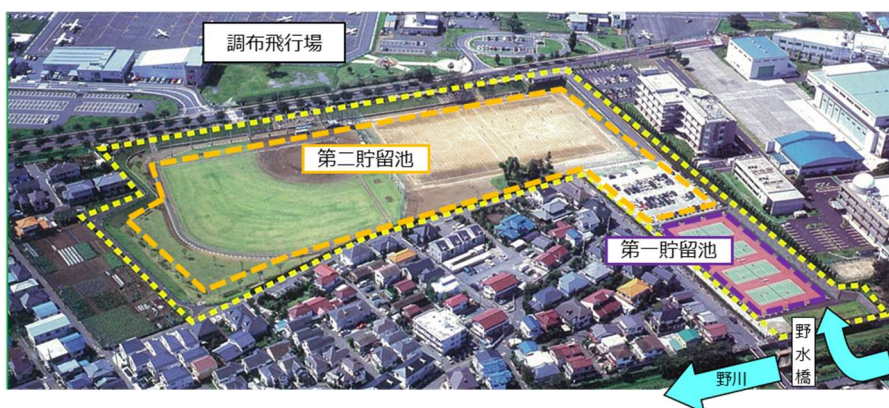 調布飛行場
第二貯留池
第一貯留池
野水橋
野川